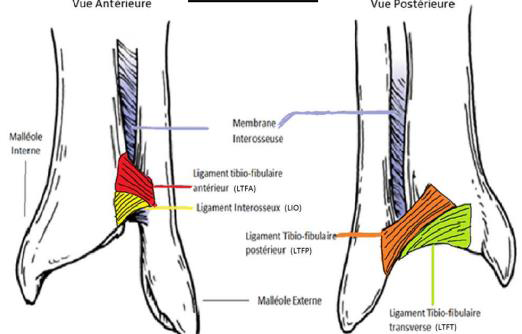 Vue Antérieure
Vue Postérieure
Malléole
Interne
Membrane
Interosseuse
Ligament tibio-fibulaire
antérieur (LTFA)
Ligament Interosseux (LIO)
Ligament Tibio-fibulaire
postérieur (LTFP)
Malléole Externe
Ligament Tibio-fibulaire
transverse (LTFT)